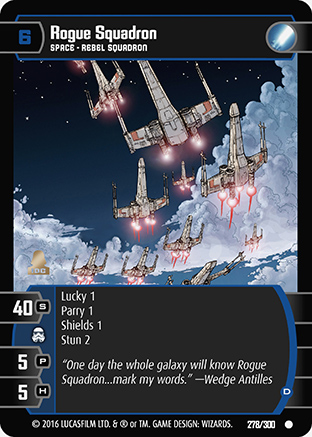 6
Rogue Squadron
SPACE - REBEL SQUADRON
Lucky 1
40 S
Parry 1
Shields 1
Stun 2
5 P
"One day the whole galaxy will know Rogue
Squadron...mark my words." —Wedge Antilles
5 H
D
© 2016 LUCASFILM LTD. & ® or TM. GAME DESIGN: WIZARDS. 278/300